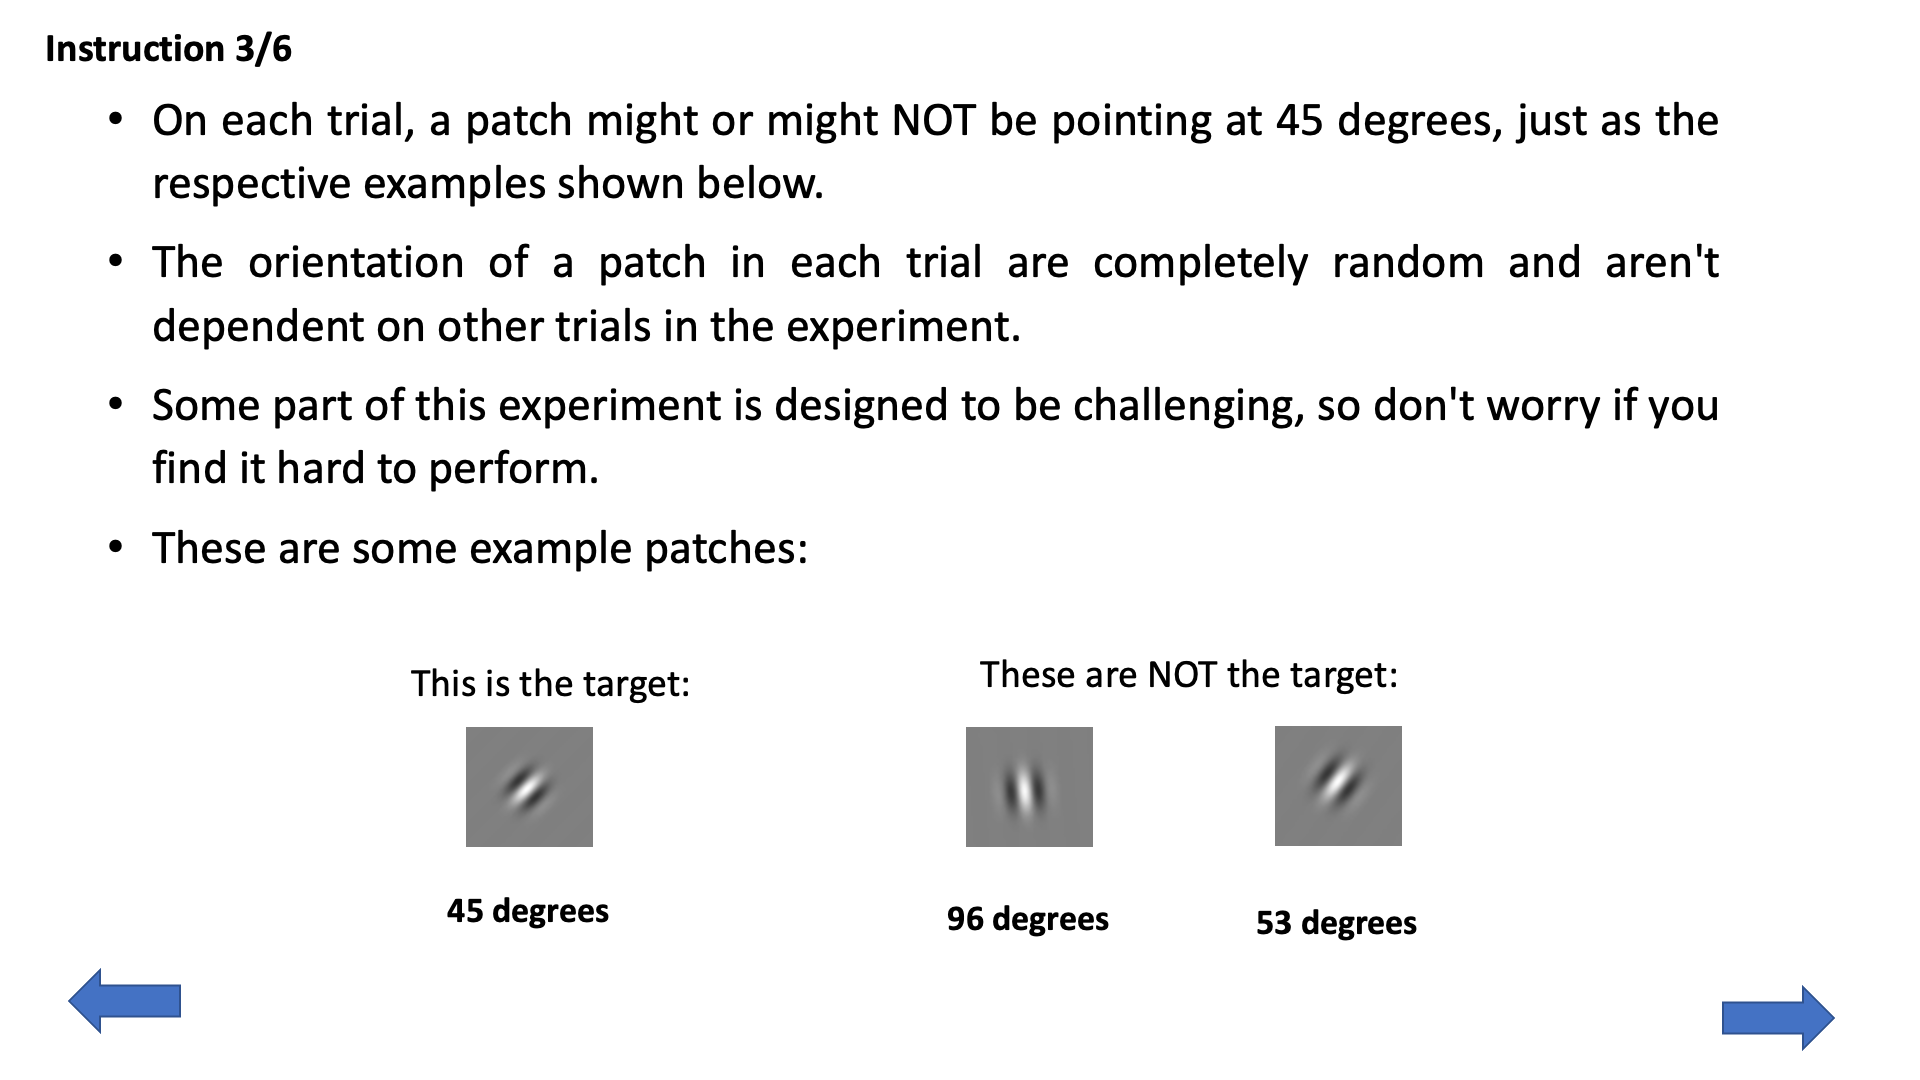 Instruction 3/6
• On each trial, a patch might or might NOT be pointing at 45 degrees, just as the
respective examples shown below.
• The orientation of a patch in each trial are completely random and aren't
dependent on other trials in the experiment.
• Some part of this experiment is designed to be challenging, so don't worry if you
find it hard to perform.
• These are some example patches:
This is the target:
These are NOT the target:
45 degrees
96 degrees
53 degrees